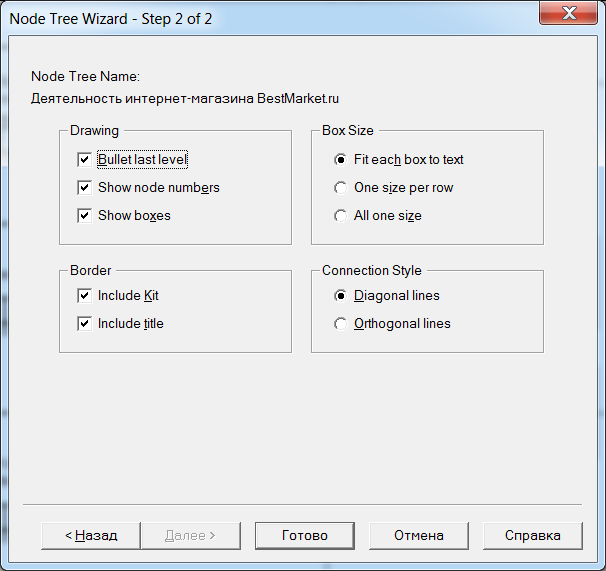 Node Tree Wizard - Step 2 of 2
Node Tree Name:
Деятельность интернет-магазина BestMarket.ru
Drawing
Bullet last level
Show node numbers
Show boxes
Box Size
Fit each box to text
One size per row
All one size
Border
Include Kit
Include title
Connection Style
Diagonal lines
Orthogonal lines
< Назад
Далее >
Готово
Отмена
Справка